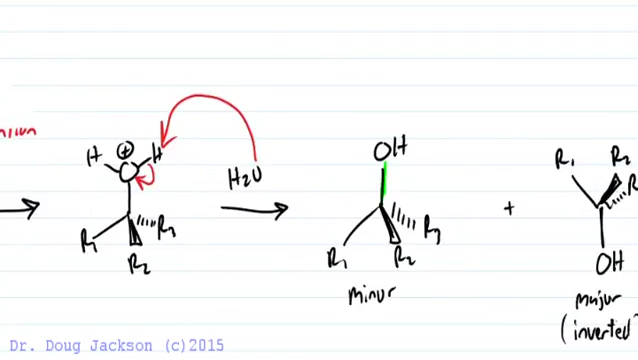 ⊕
H H
R₁ R₂ R₃
H₂O
OH
R₁ R₂ R₃
minor
+
R₁ R₂ R
OH
major
(inverted
Dr. Doug Jackson (c)2015